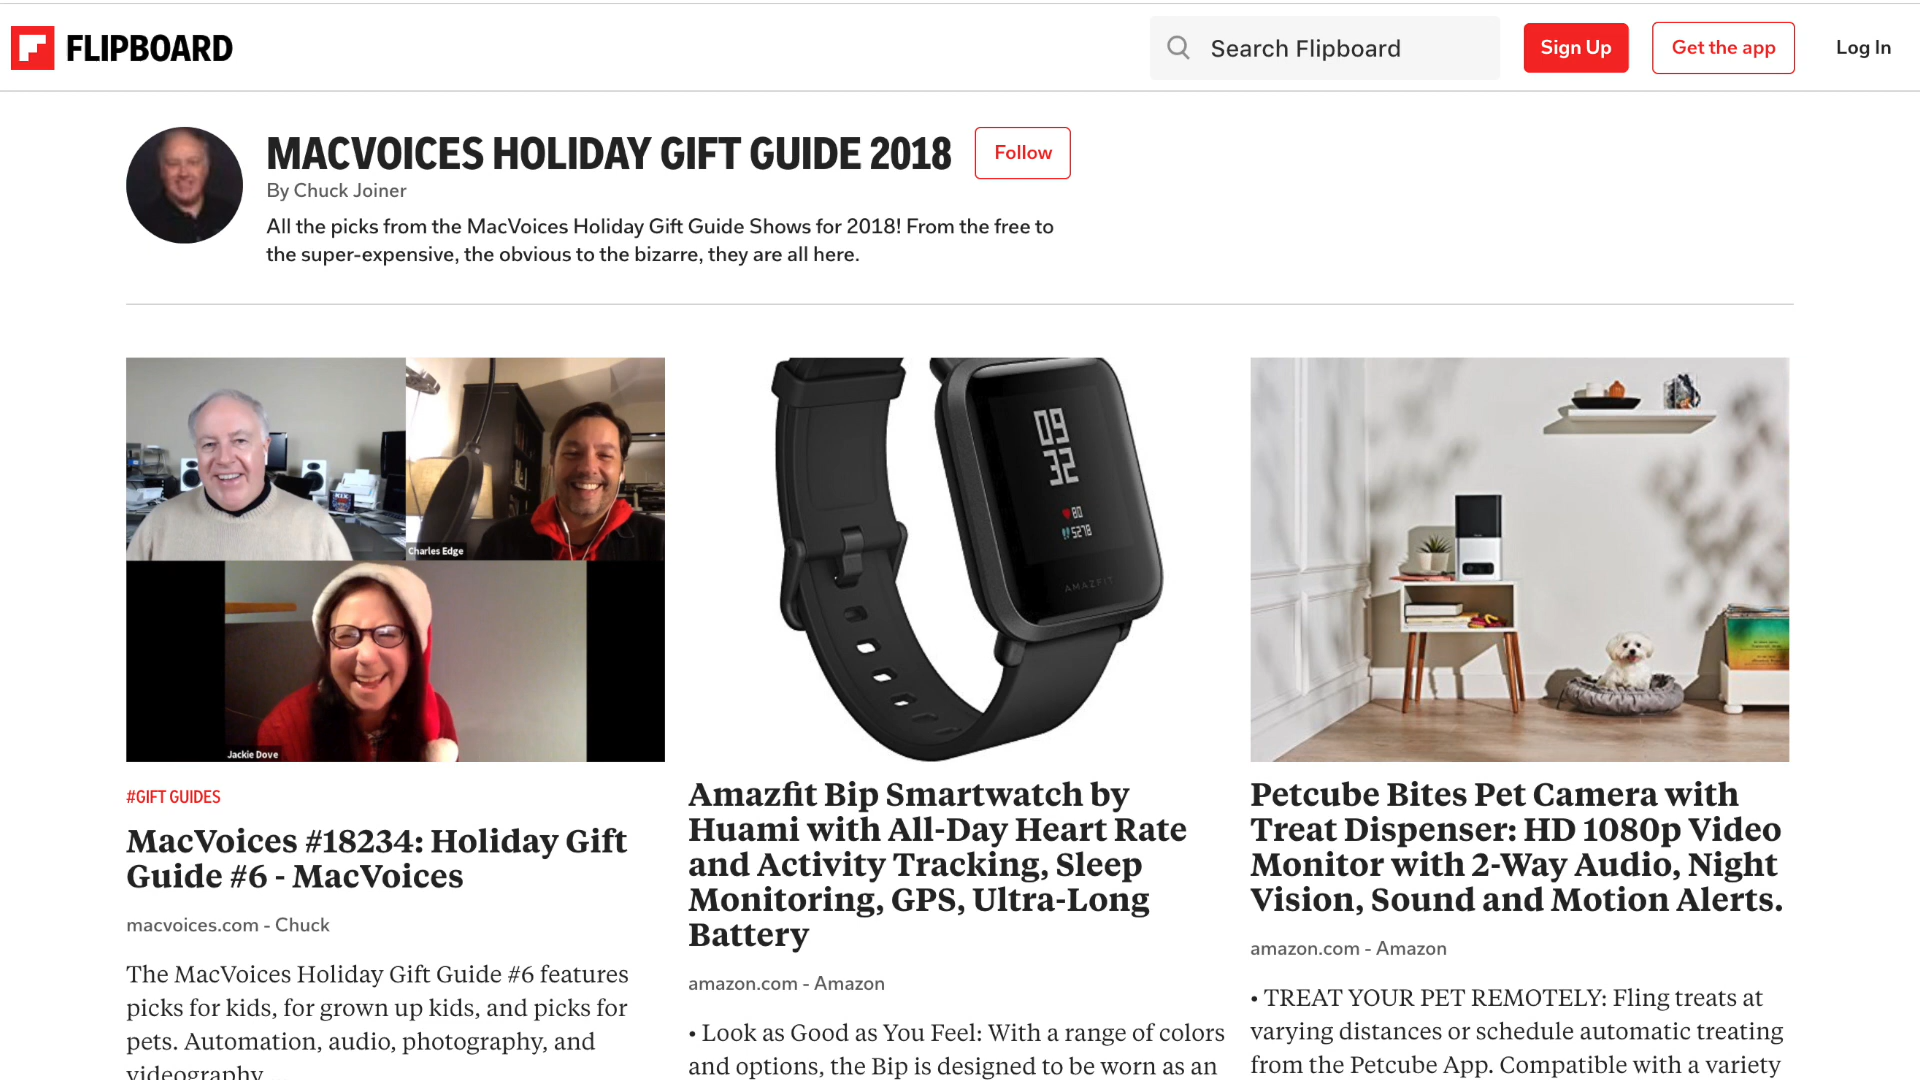 FLIPBOARD
Search Flipboard
Sign Up
Get the app
Log In
MACVOICES HOLIDAY GIFT GUIDE 2018
Follow
By Chuck Joiner
All the picks from the MacVoices Holiday Gift Guide Shows for 2018! From the free to
the super-expensive, the obvious to the bizarre, they are all here.
Charles Edge
Jackie Dove
09
32
80
5278
AMAZFIT
#GIFT GUIDES
MacVoices #18234: Holiday Gift
Guide #6 - MacVoices
macvoices.com - Chuck
The MacVoices Holiday Gift Guide #6 features
picks for kids, for grown up kids, and picks for
pets. Automation, audio, photography, and
videography
Amazfit Bip Smartwatch by
Huami with All-Day Heart Rate
and Activity Tracking, Sleep
Monitoring, GPS, Ultra-Long
Battery
amazon.com - Amazon
• Look as Good as You Feel: With a range of colors
and options, the Bip is designed to be worn as an
Petcube Bites Pet Camera with
Treat Dispenser: HD 1080p Video
Monitor with 2-Way Audio, Night
Vision, Sound and Motion Alerts.
amazon.com - Amazon
• TREAT YOUR PET REMOTELY: Fling treats at
varying distances or schedule automatic treating
from the Petcube App. Compatible with a variety